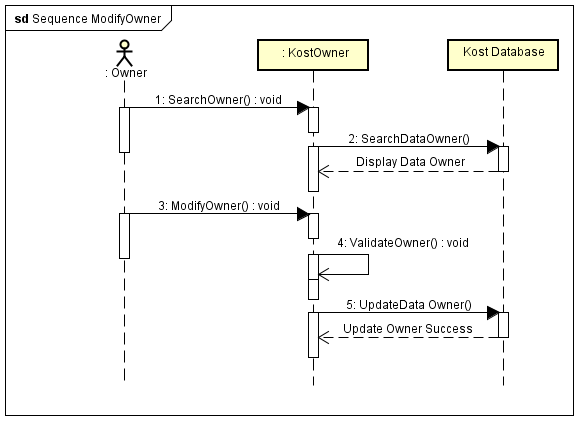 sd Sequence ModifyOwner
: Owner
: KostOwner
Kost Database
1: SearchOwner() : void
2: SearchDataOwner()
Display Data Owner
3: ModifyOwner() : void
4: ValidateOwner() : void
5: UpdateData Owner()
Update Owner Success